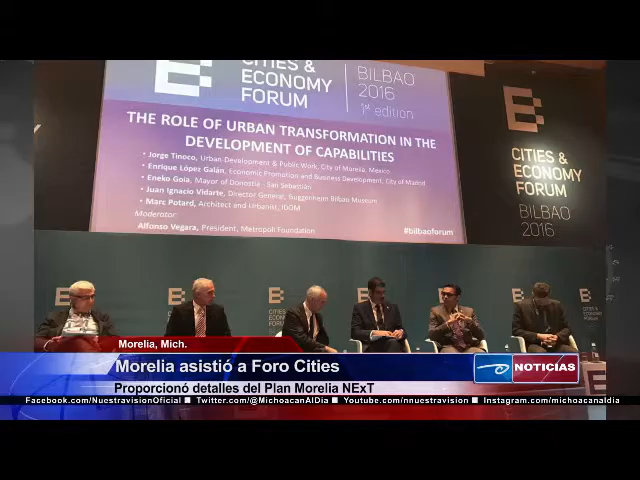 CITIES &
ECONOMY
FORUM
BILBAO
2016
1st edition
THE ROLE OF URBAN TRANSFORMATION IN THE
DEVELOPMENT OF CAPABILITIES
• Jorge Tinoco, Urban Development & Public Work, City of Morelia, Mexico
• Enrique López Galán, Economic Promotion and Business Development, City of Madrid
• Eneko Goia, Mayor of Donostia - San Sebastián
• Juan Ignacio Vidarte, Director General, Guggenheim Bilbao Museum
• Marc Potard, Architect and Urbanist, IDOM
Moderator:
Alfonso Vegara, President, Metropoli Foundation
#bilbaoforum
CITIES &
ECONOMY
FORUM
BILBAO
2016
CITIES &
ECONOMY
FORUM
Morelia, Mich.
Morelia asistió a Foro Cities
Proporcionó detalles del Plan Morelia NExT
NOTICIAS
Facebook.com/NuestravisionOficial ■ Twitter.com/@MichoacanAlDia ■ Youtube.com/nnuestravision ■ Instagram.com/michoacanaldia